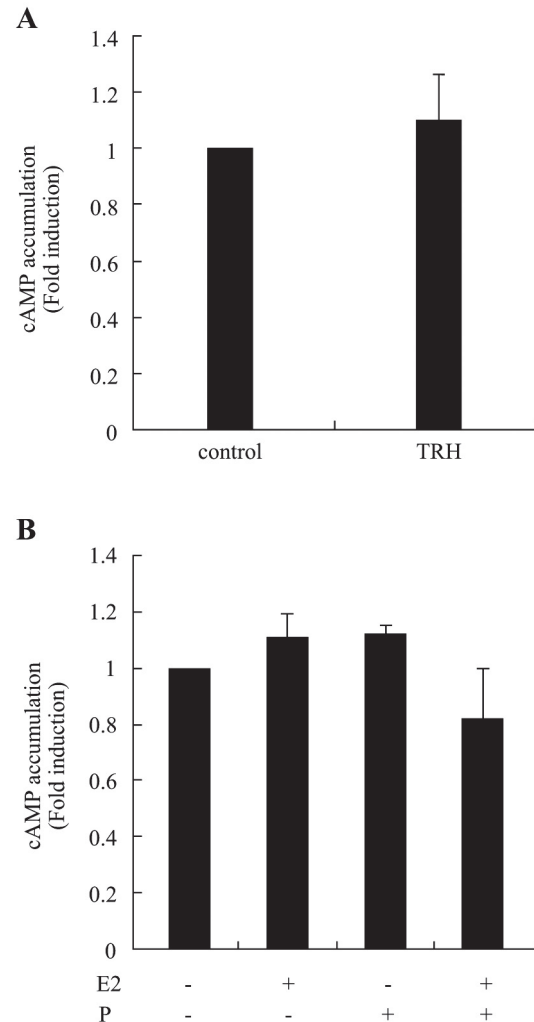 A
cAMP accumulation
(Fold induction)
1.4
1.2
1
0.8
0.6
0.4
0.2
0
control TRH
B
cAMP accumulation
(Fold induction)
1.4
1.2
1
0.8
0.6
0.4
0.2
0
E2 - + - +
P - - + +